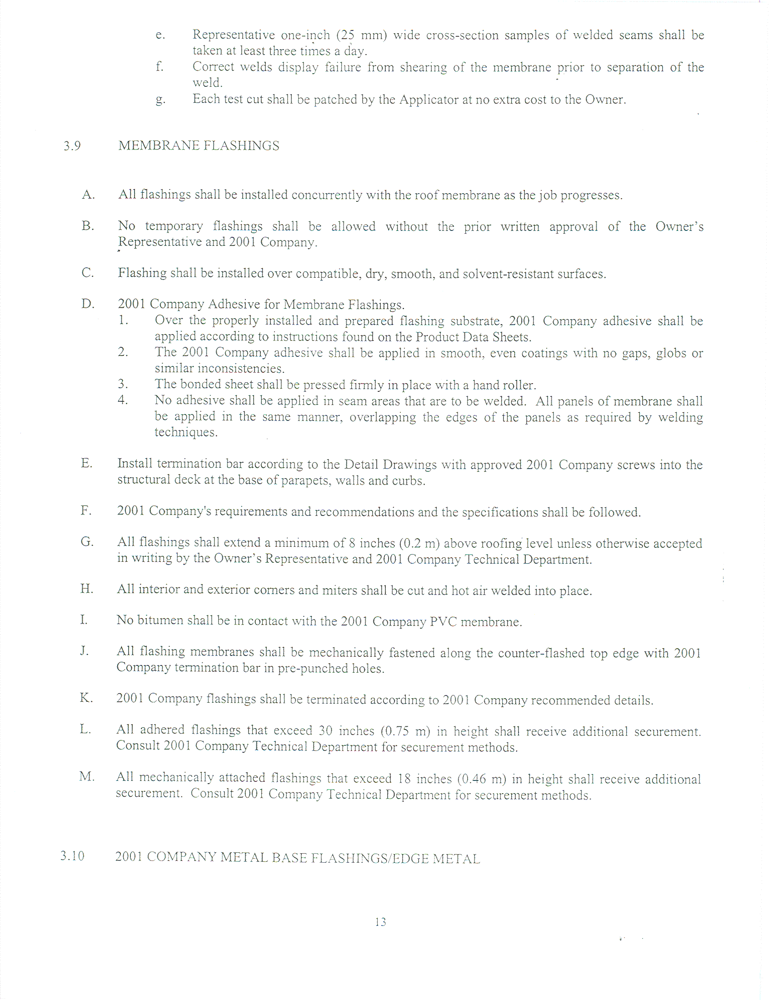 e. Representative one-inch (25 mm) wide cross-section samples of welded seams shall be
taken at least three times a day.
f. Correct welds display failure from shearing of the membrane prior to separation of the
weld.
g. Each test cut shall be patched by the Applicator at no extra cost to the Owner.
3.9 MEMBRANE FLASHINGS
A. All flashings shall be installed concurrently with the roof membrane as the job progresses.
B. No temporary flashings shall be allowed without the prior written approval of the Owner's
Representative and 2001 Company.
C. Flashing shall be installed over compatible, dry, smooth, and solvent-resistant surfaces.
D. 2001 Company Adhesive for Membrane Flashings.
1. Over the properly installed and prepared flashing substrate, 2001 Company adhesive shall be
applied according to instructions found on the Product Data Sheets.
2. The 2001 Company adhesive shall be applied in smooth, even coatings with no gaps, globs or
similar inconsistencies.
3. The bonded sheet shall be pressed firmly in place with a hand roller.
4. No adhesive shall be applied in seam areas that are to be welded. All panels of membrane shall
be applied in the same manner, overlapping the edges of the panels as required by welding
techniques.
E. Install termination bar according to the Detail Drawings with approved 2001 Company screws into the
structural deck at the base of parapets, walls and curbs.
F. 2001 Company's requirements and recommendations and the specifications shall be followed.
G. All flashings shall extend a minimum of 8 inches (0.2 m) above roofing level unless otherwise accepted
in writing by the Owner's Representative and 2001 Company Technical Department.
H. All interior and exterior corners and miters shall be cut and hot air welded into place.
I. No bitumen shall be in contact with the 2001 Company PVC membrane.
J. All flashing membranes shall be mechanically fastened along the counter-flashed top edge with 2001
Company termination bar in pre-punched holes.
K. 2001 Company flashings shall be terminated according to 2001 Company recommended details.
L. All adhered flashings that exceed 30 inches (0.75 m) in height shall receive additional securement.
Consult 2001 Company Technical Department for securement methods.
M. All mechanically attached flashings that exceed 18 inches (0.46 m) in height shall receive additional
securement. Consult 2001 Company Technical Department for securement methods.
3.10 2001 COMPANY METAL BASE FLASHINGS/EDGE METAL
13